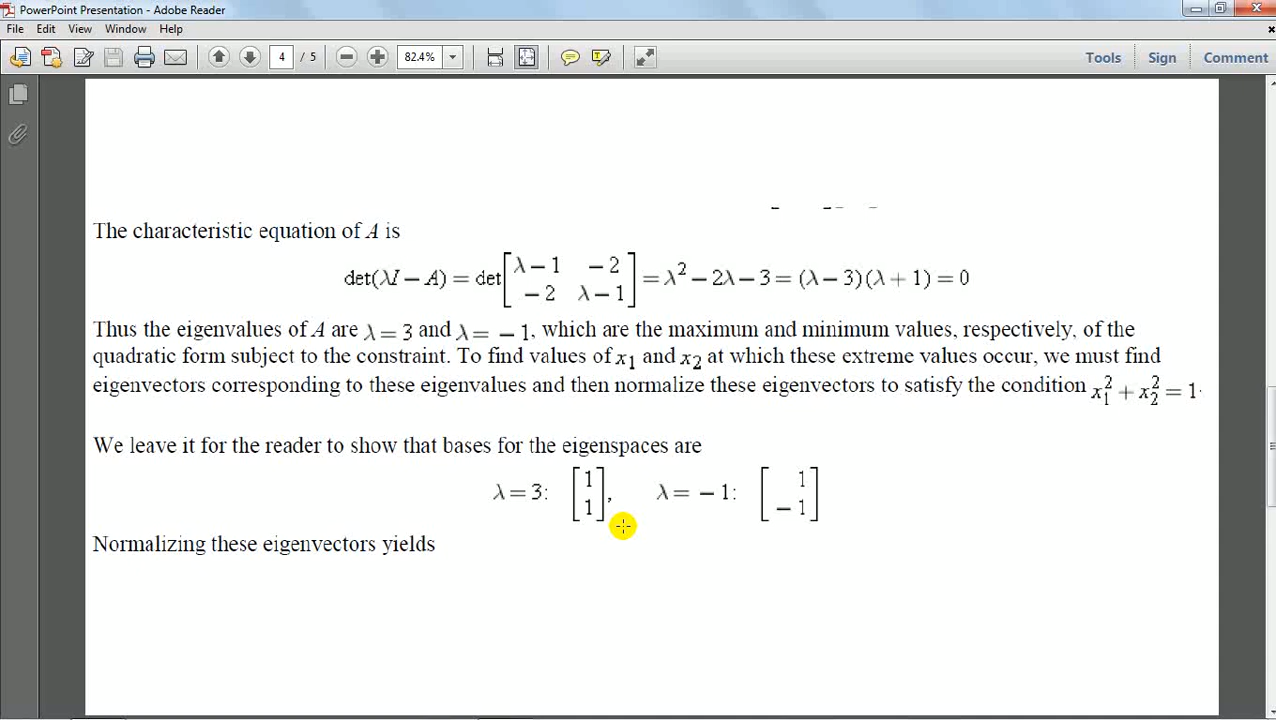 PowerPoint Presentation - Adobe Reader
File Edit View Window Help
4 / 5 82.4% Tools Sign Comment
The characteristic equation of A is
det(λI − A) = det[λ − 1 −2; −2 λ − 1] = λ² − 2λ − 3 = (λ − 3)(λ + 1) = 0
Thus the eigenvalues of A are λ = 3 and λ = −1, which are the maximum and minimum values, respectively, of the
quadratic form subject to the constraint. To find values of x₁ and x₂ at which these extreme values occur, we must find
eigenvectors corresponding to these eigenvalues and then normalize these eigenvectors to satisfy the condition x₁² + x₂² = 1.
We leave it for the reader to show that bases for the eigenspaces are
λ = 3: [1; 1], λ = −1: [1; −1]
Normalizing these eigenvectors yields